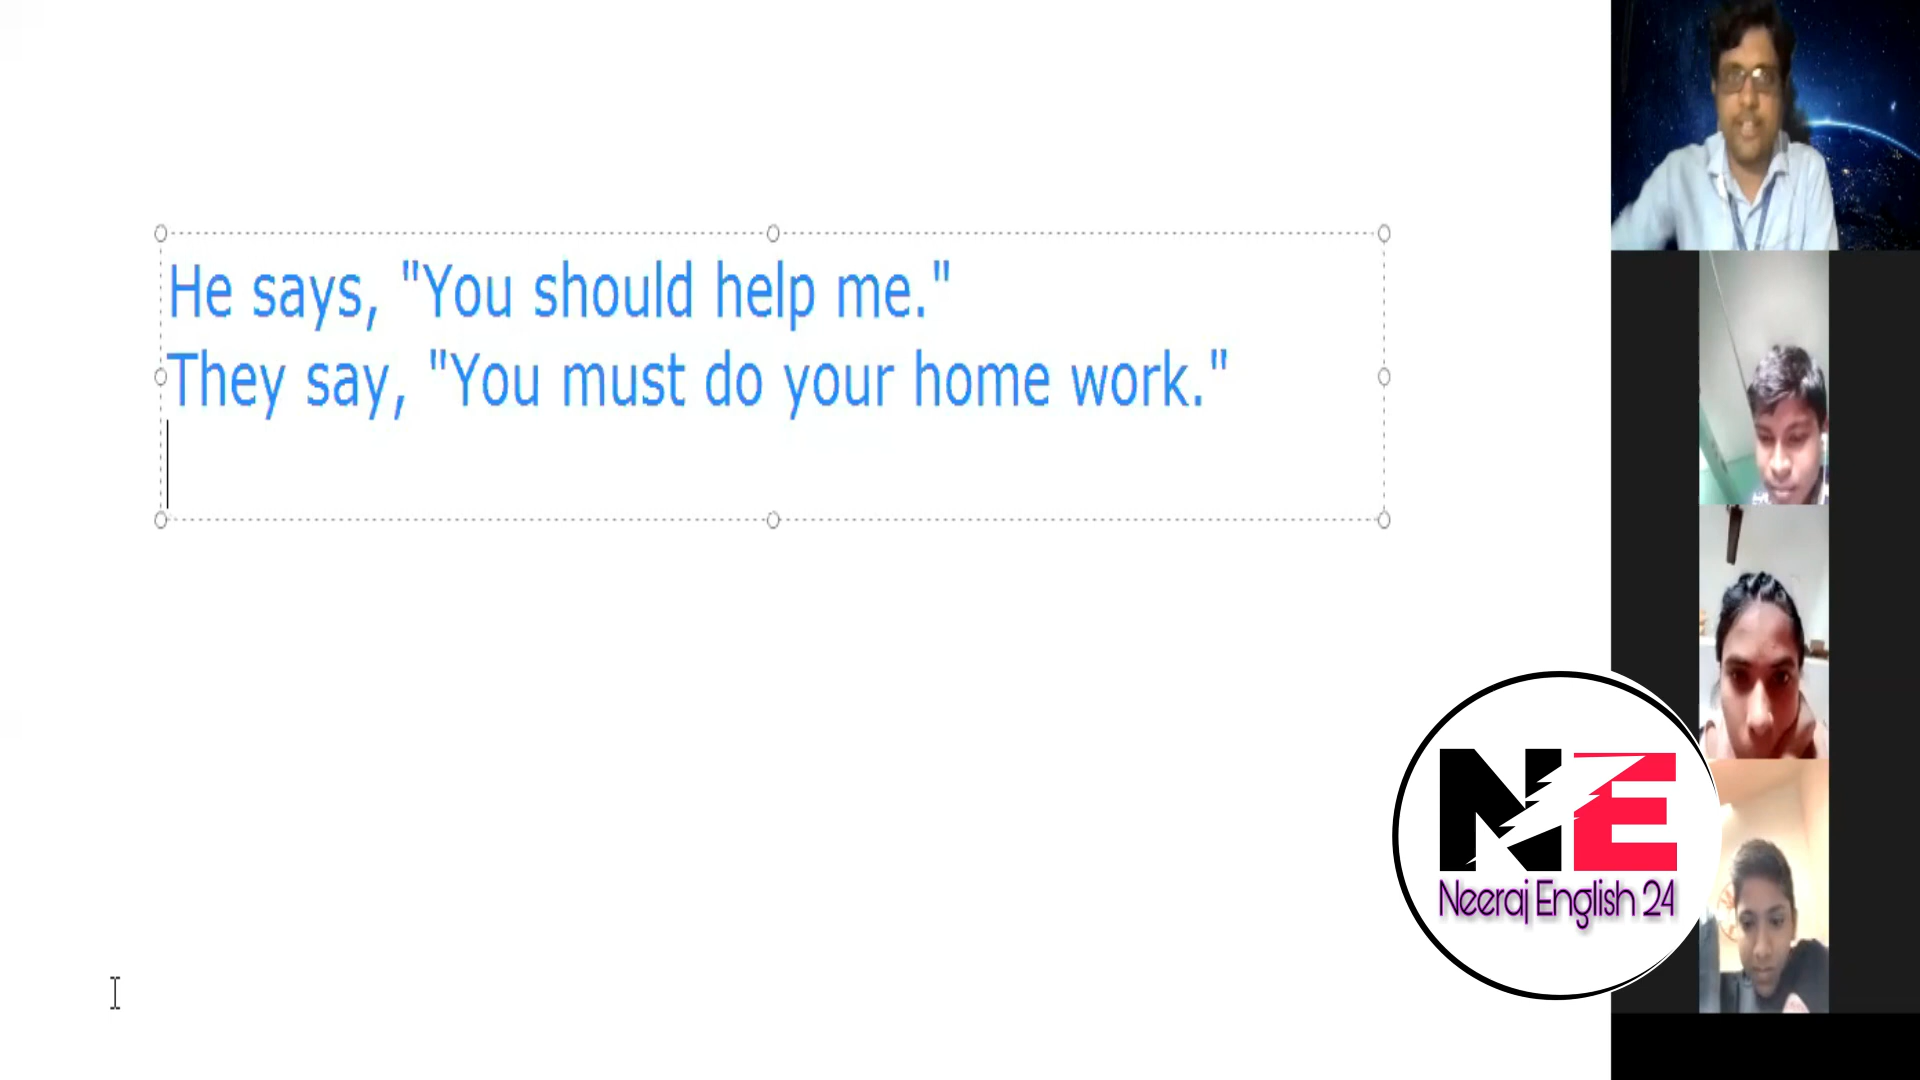 He says, "You should help me."
They say, "You must do your home work."
NE
Neeraj English 24